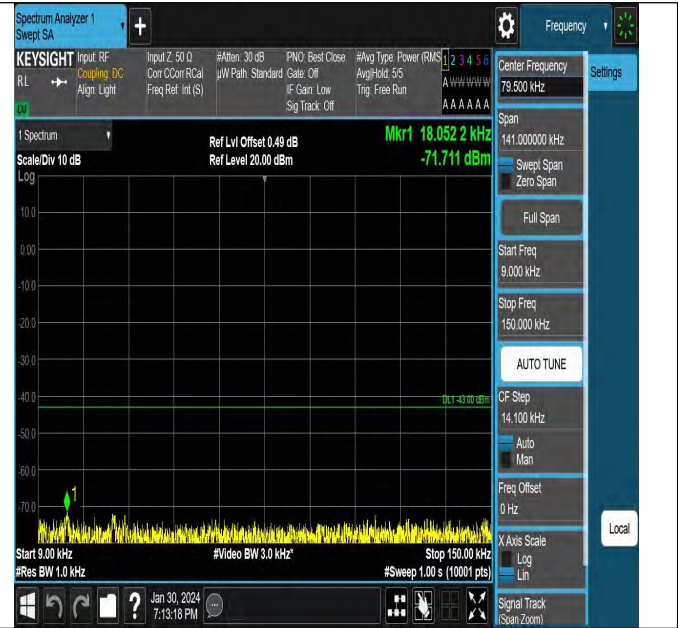 Spectrum Analyzer 1
Swept SA
+
Frequency
KEYSIGHT
RL
Input: RF
Coupling: DC
Align: Light
Input Z: 50 Ω
Corr CCorr RCal
Freq Ref: Int (S)
#Atten: 30 dB
µW Path: Standard
PNO: Best Close
Gate: Off
IF Gain: Low
Sig Track: Off
#Avg Type: Power (RMS
Avg|Hold: 5/5
Trig: Free Run
1 2 3 4 5 6
A W W W W W
A A A A A A
1 Spectrum
Scale/Div 10 dB
Log
Ref Lvl Offset 0.49 dB
Ref Level 20.00 dBm
Mkr1 18.052 2 kHz
-71.711 dBm
10.0
0.00
-10.0
-20.0
-30.0
-40.0
-50.0
-60.0
-70.0
DL1 -43.00 dBm
1
Start 9.00 kHz
#Res BW 1.0 kHz
#Video BW 3.0 kHz*
Stop 150.00 kHz
#Sweep 1.00 s (10001 pts)
?
Jan 30, 2024
7:13:18 PM
Center Frequency
79.500 kHz
Settings
Span
141.000000 kHz
Swept Span
Zero Span
Full Span
Start Freq
9.000 kHz
Stop Freq
150.000 kHz
AUTO TUNE
CF Step
14.100 kHz
Auto
Man
Freq Offset
0 Hz
X Axis Scale
Log
Lin
Signal Track
(Span Zoom)
Local